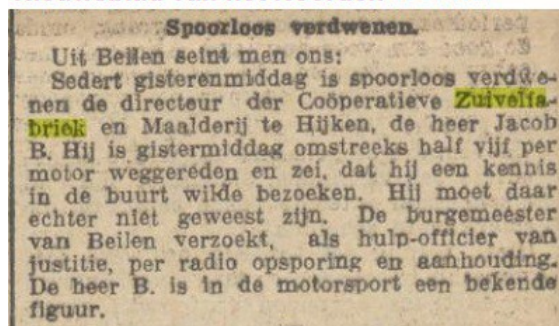 Spoorloos verdwenen.
Uit Beilen seint men ons:
Sedert gisterenmiddag is spoorloos verdwe-
nen de directeur der Coöperatieve Zuivelfa-
briek en Maalderij te Hijken, de heer Jacob
B. Hij is gistermiddag omstreeks half vijf per
motor weggereden en zei, dat hij een kennis
in de buurt wilde bezoeken. Hij moet daar
echter niet geweest zijn. De burgemeester
van Beilen verzoekt, als hulp-officier van
justitie, per radio opsporing en aanhouding.
De heer B. is in de motorsport een bekende
figuur.